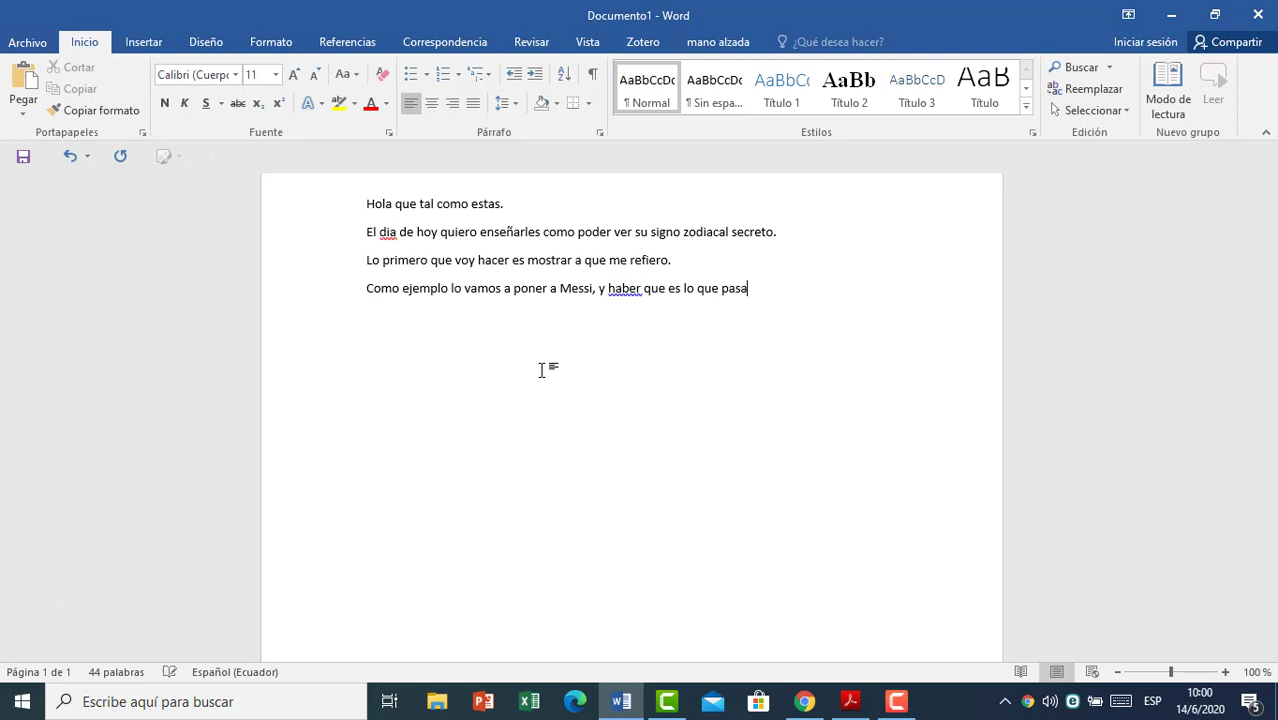 Documento1 - Word
Archivo Inicio Insertar Diseño Formato Referencias Correspondencia Revisar Vista Zotero mano alzada ¿Qué desea hacer? Iniciar sesión Compartir
Pegar
Cortar
Copiar
Copiar formato
Portapapeles
Calibri (Cuerpo 11
Aa
N K S abc x₂ x² A A
Fuente
Párrafo
AaBbCcDc AaBbCcDc AaBbCc AaBb AaBbCcD AaB
¶ Normal ¶ Sin espa... Título 1 Título 2 Título 3 Título
Estilos
Buscar
Reemplazar
Seleccionar
Edición
Modo de lectura
Leer
Nuevo grupo
Hola que tal como estas.
El dia de hoy quiero enseñarles como poder ver su signo zodiacal secreto.
Lo primero que voy hacer es mostrar a que me refiero.
Como ejemplo lo vamos a poner a Messi, y haber que es lo que pasa
Página 1 de 1 44 palabras Español (Ecuador) 100 %
Escribe aquí para buscar
ESP
10:00
14/6/2020
5